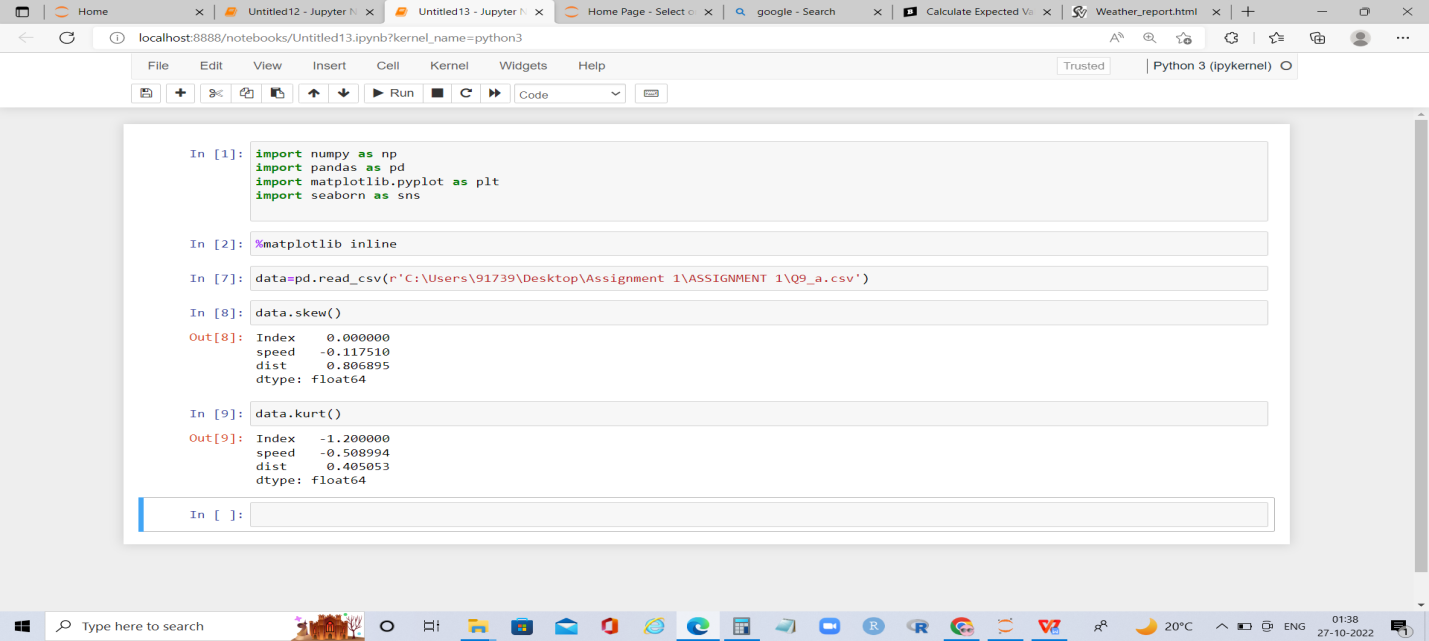 Home
Untitled12 - Jupyter N
Untitled13 - Jupyter N
Home Page - Select o
google - Search
Calculate Expected Va
Weather_report.html
localhost:8888/notebooks/Untitled13.ipynb?kernel_name=python3
File Edit View Insert Cell Kernel Widgets Help Trusted Python 3 (ipykernel)
Run Code
In [1]: import numpy as np
import pandas as pd
import matplotlib.pyplot as plt
import seaborn as sns
In [2]: %matplotlib inline
In [7]: data=pd.read_csv(r'C:\Users\91739\Desktop\Assignment 1\ASSIGNMENT 1\Q9_a.csv')
In [8]: data.skew()
Out[8]: Index 0.000000
speed -0.117510
dist 0.806895
dtype: float64
In [9]: data.kurt()
Out[9]: Index -1.200000
speed -0.508994
dist 0.405053
dtype: float64
In [ ]:
Type here to search
20°C
ENG
01:38
27-10-2022
1